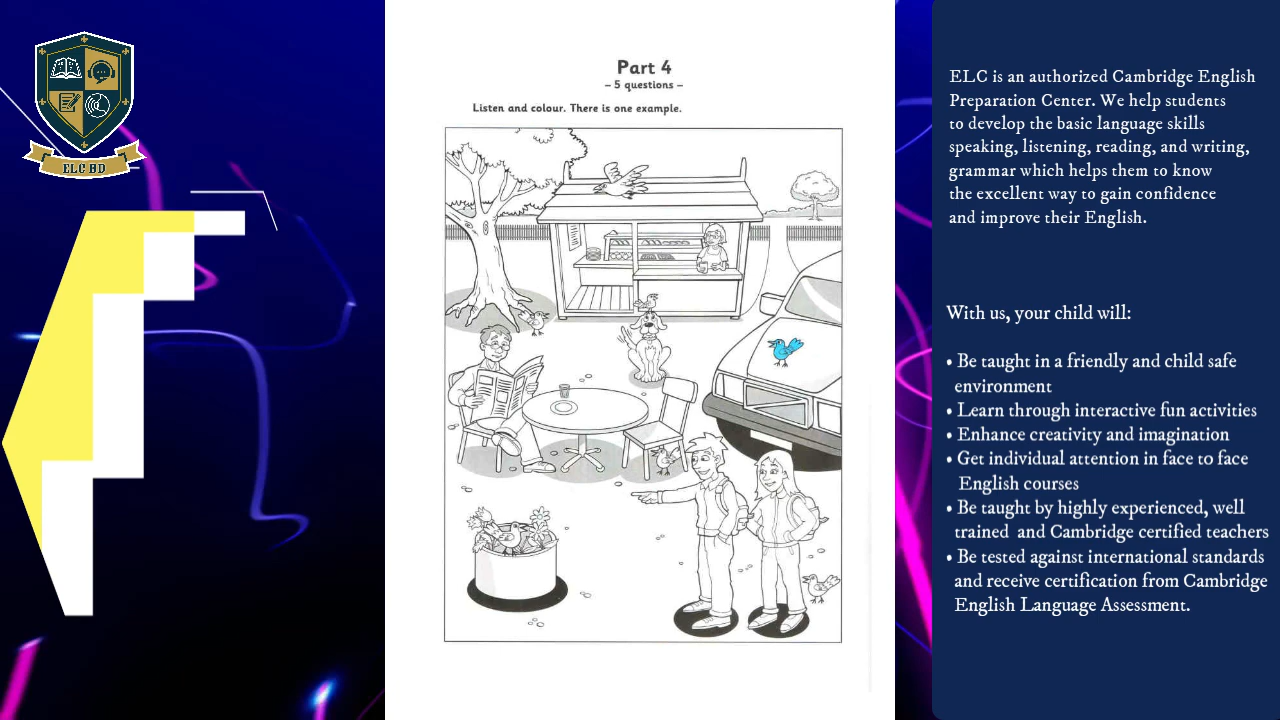 ELC BD
Part 4
– 5 questions –
Listen and colour. There is one example.
ELC is an authorized Cambridge English
Preparation Center. We help students
to develop the basic language skills
speaking, listening, reading, and writing,
grammar which helps them to know
the excellent way to gain confidence
and improve their English.
With us, your child will:
• Be taught in a friendly and child safe
environment
• Learn through interactive fun activities
• Enhance creativity and imagination
• Get individual attention in face to face
English courses
• Be taught by highly experienced, well
trained and Cambridge certified teachers
• Be tested against international standards
and receive certification from Cambridge
English Language Assessment.